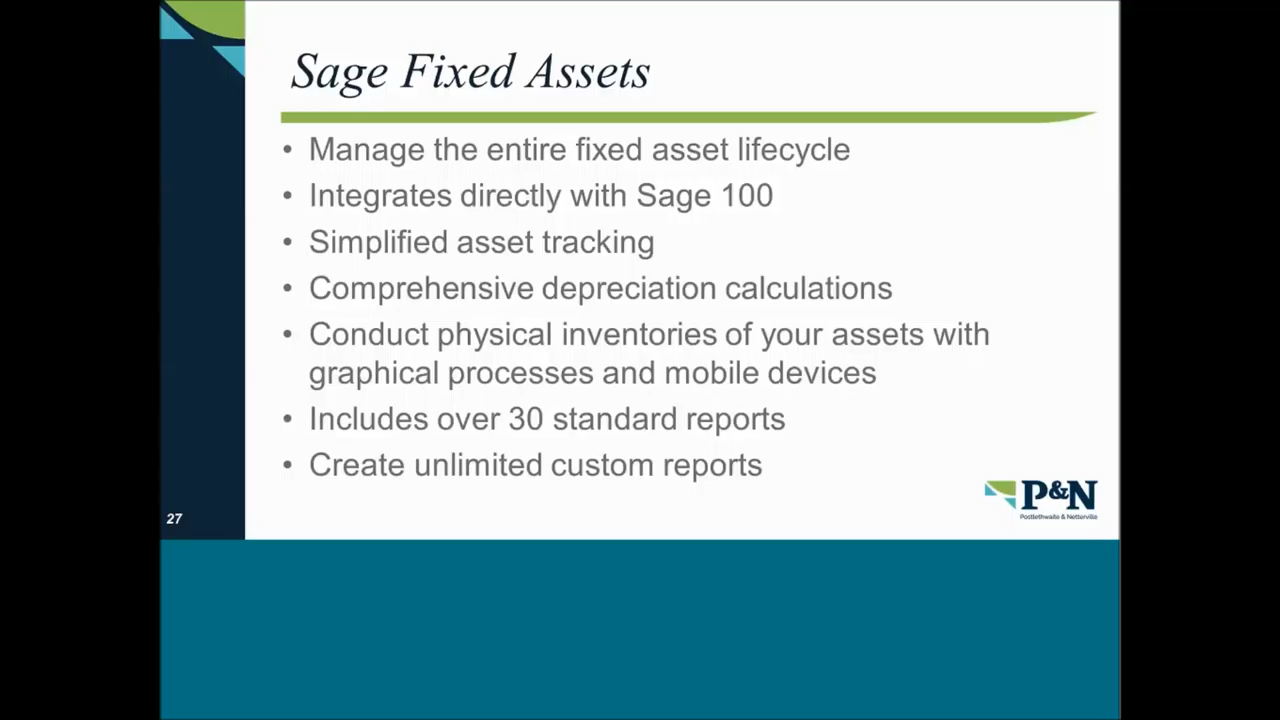 Sage Fixed Assets
• Manage the entire fixed asset lifecycle
• Integrates directly with Sage 100
• Simplified asset tracking
• Comprehensive depreciation calculations
• Conduct physical inventories of your assets with
graphical processes and mobile devices
• Includes over 30 standard reports
• Create unlimited custom reports
P&N
Postlethwaite & Netterville
27